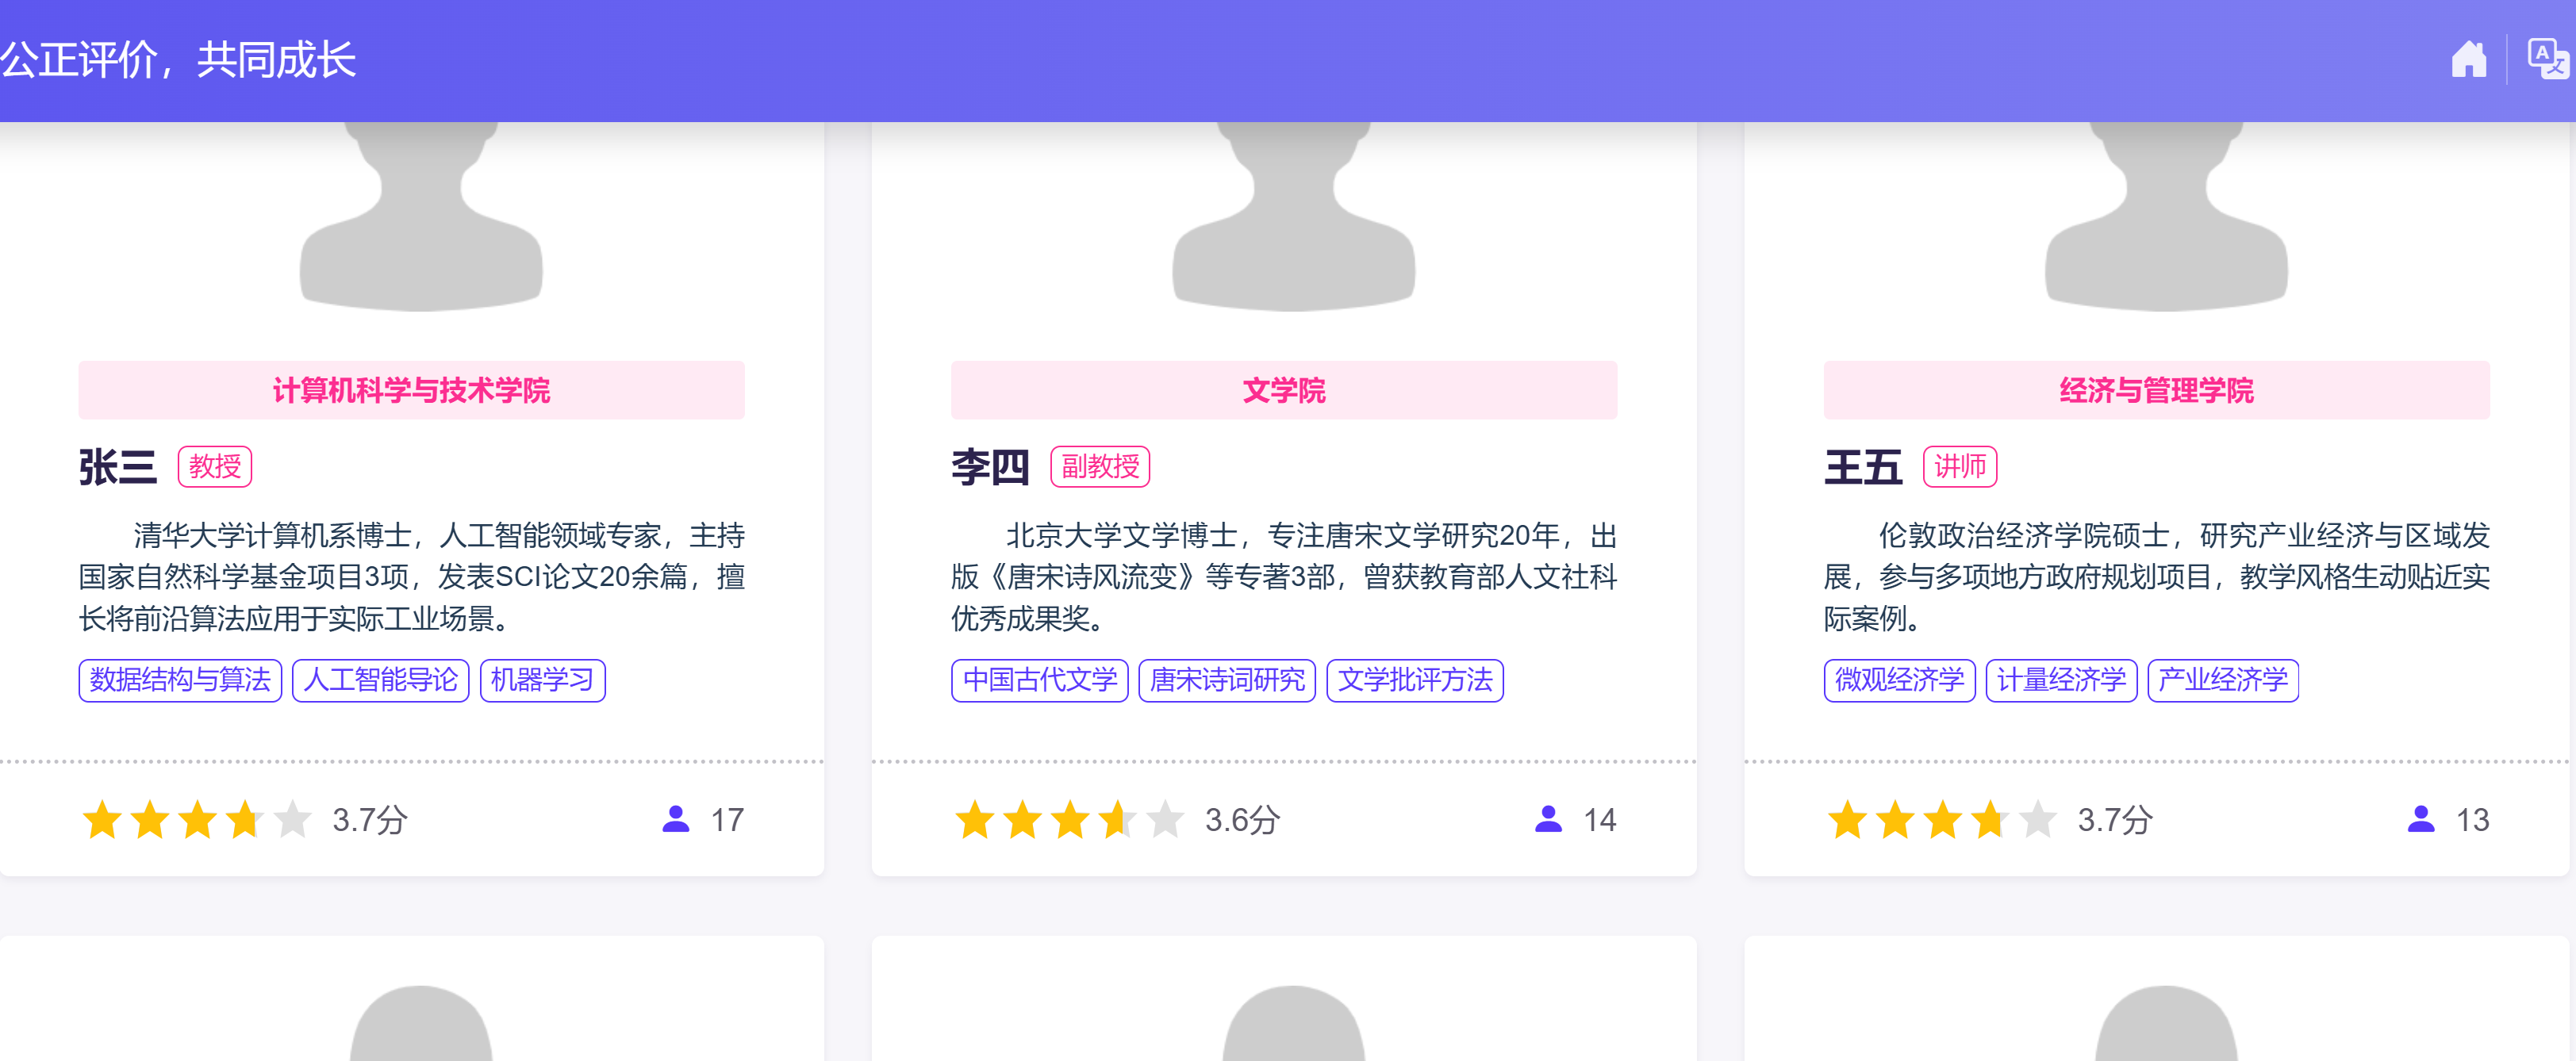 公正评价，共同成长
A 文
计算机科学与技术学院
张三 教授
清华大学计算机系博士，人工智能领域专家，主持
国家自然科学基金项目3项，发表SCI论文20余篇，擅
长将前沿算法应用于实际工业场景。
数据结构与算法 人工智能导论 机器学习
3.7分 17
文学院
李四 副教授
北京大学文学博士，专注唐宋文学研究20年，出
版《唐宋诗风流变》等专著3部，曾获教育部人文社科
优秀成果奖。
中国古代文学 唐宋诗词研究 文学批评方法
3.6分 14
经济与管理学院
王五 讲师
伦敦政治经济学院硕士，研究产业经济与区域发
展，参与多项地方政府规划项目，教学风格生动贴近实
际案例。
微观经济学 计量经济学 产业经济学
3.7分 13